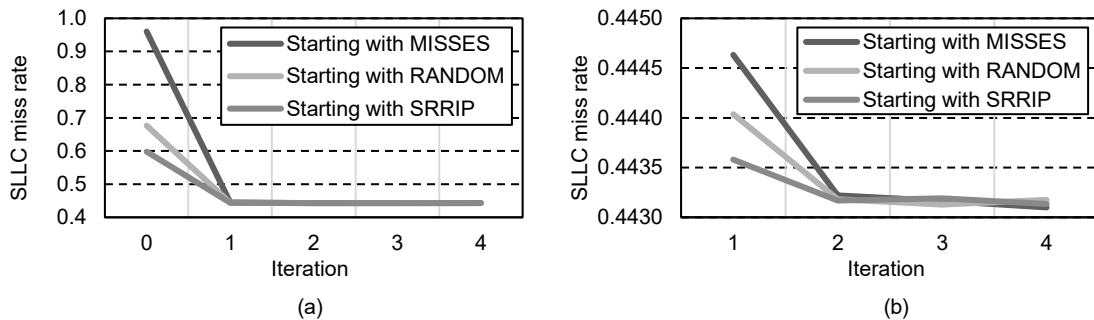 1.0
0.9
0.8
0.7
0.6
0.5
0.4
SLLC miss rate
Starting with MISSES
Starting with RANDOM
Starting with SRRIP
0 1 2 3 4
Iteration
(a)
0.4450
0.4445
0.4440
0.4435
0.4430
SLLC miss rate
Starting with MISSES
Starting with RANDOM
Starting with SRRIP
1 2 3 4
Iteration
(b)